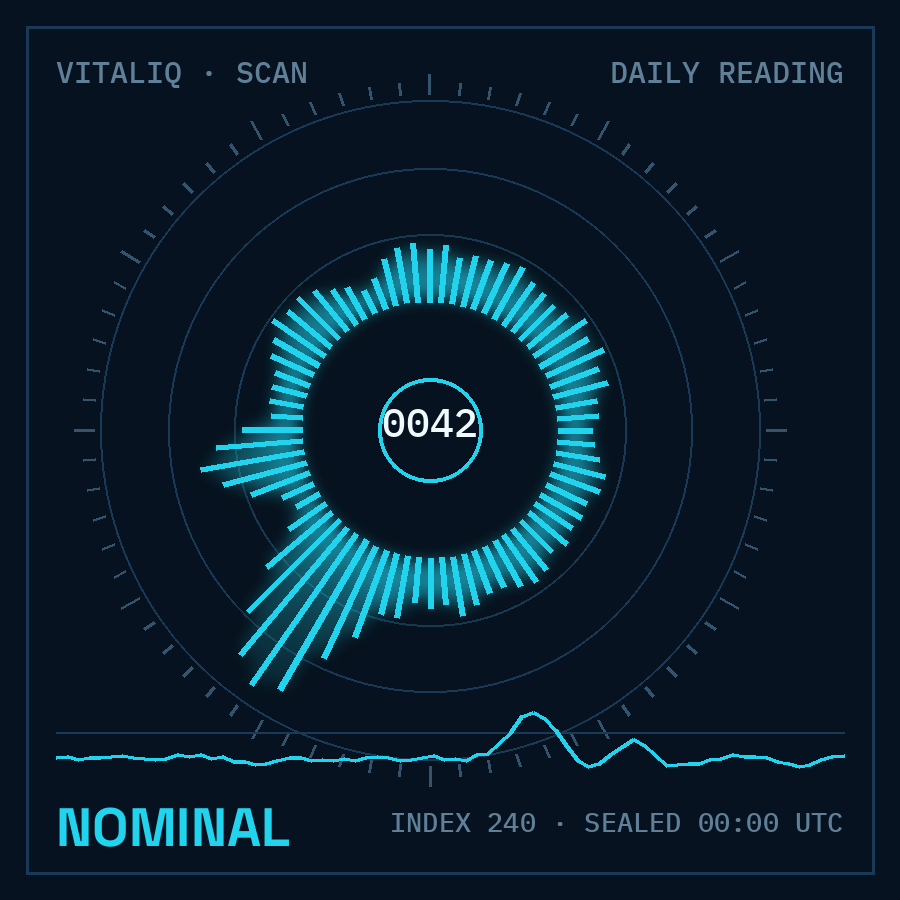 VITALIQ · SCAN
DAILY READING
0042
NOMINAL
INDEX 240 · SEALED 00:00 UTC